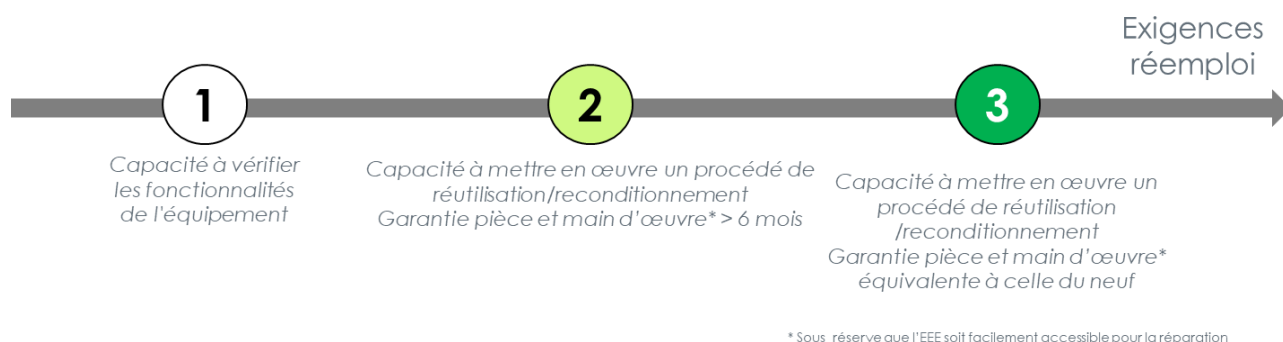 Exigences
réemploi
1
Capacité à vérifier
les fonctionnalités
de l'équipement
2
Capacité à mettre en œuvre un procédé de
réutilisation/reconditionnement
Garantie pièce et main d'œuvre* > 6 mois
3
Capacité à mettre en œuvre un
procédé de réutilisation
/reconditionnement
Garantie pièce et main d'œuvre*
équivalente à celle du neuf
* Sous réserve que l'EEE soit facilement accessible pour la réparation